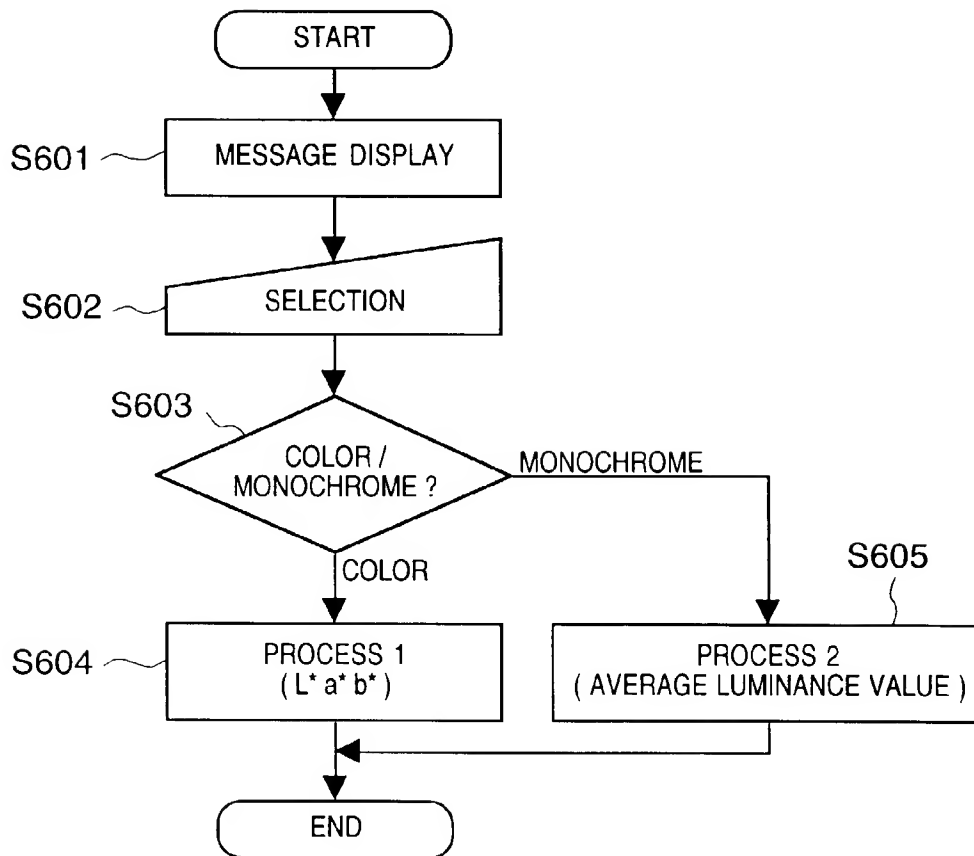 START
S601
MESSAGE DISPLAY
S602
SELECTION
S603
COLOR /
MONOCHROME ?
MONOCHROME
COLOR
S605
S604
PROCESS 1
( L* a* b* )
PROCESS 2
( AVERAGE LUMINANCE VALUE )
END